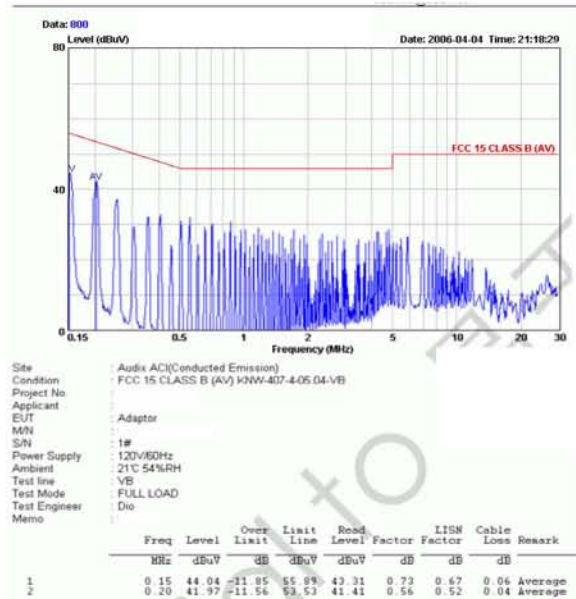 Data: 800
Level (dBuV) Date: 2006-04-04 Time: 21:18:29
80
FCC 15 CLASS B (AV)
V
AV
40
0
0.15 0.5 1 2 5 10 20 30
Frequency (MHz)
Site : Audix ACI(Conducted Emission)
Condition : FCC 15 CLASS B (AV) KNW-407-4-05.04-VB
Project No. :
Applicant :
EUT : Adaptor
M/N :
S/N : 1#
Power Supply : 120V/60Hz
Ambient : 21℃ 54%RH
Test line : VB
Test Mode : FULL LOAD
Test Engineer : Dio
Memo :
Over Limit Read LISN Cable
Freq Level Limit Line Level Factor Factor Loss Remark
MHz dBuV dB dBuV dBuV dB dB dB
1 0.15 44.04 -11.85 55.89 43.31 0.73 0.67 0.06 Average
2 0.20 41.97 -11.56 53.53 41.41 0.56 0.52 0.04 Average